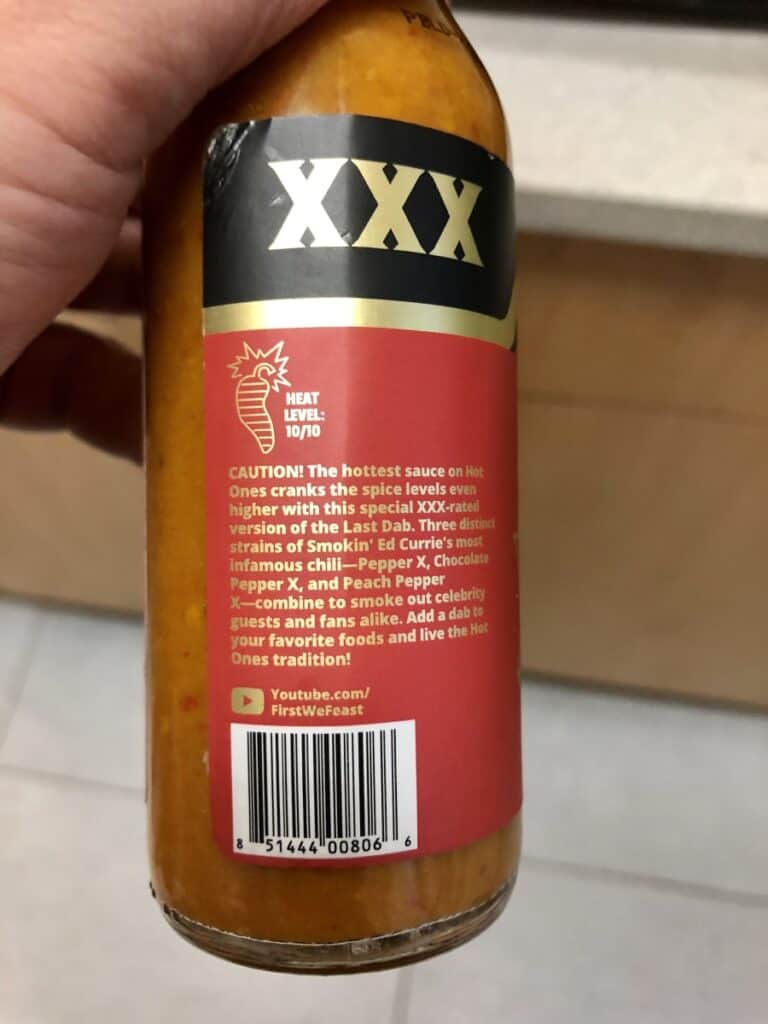 XXX
HEAT
LEVEL:
10/10
CAUTION! The hottest sauce on Hot
Ones cranks the spice levels even
higher with this special XXX-rated
version of the Last Dab. Three distinct
strains of Smokin' Ed Currie's most
infamous chili—Pepper X, Chocolate
Pepper X, and Peach Pepper
X—combine to smoke out celebrity
guests and fans alike. Add a dab to
your favorite foods and live the Hot
Ones tradition!
Youtube.com/
FirstWeFeast
8 51444 00806 6